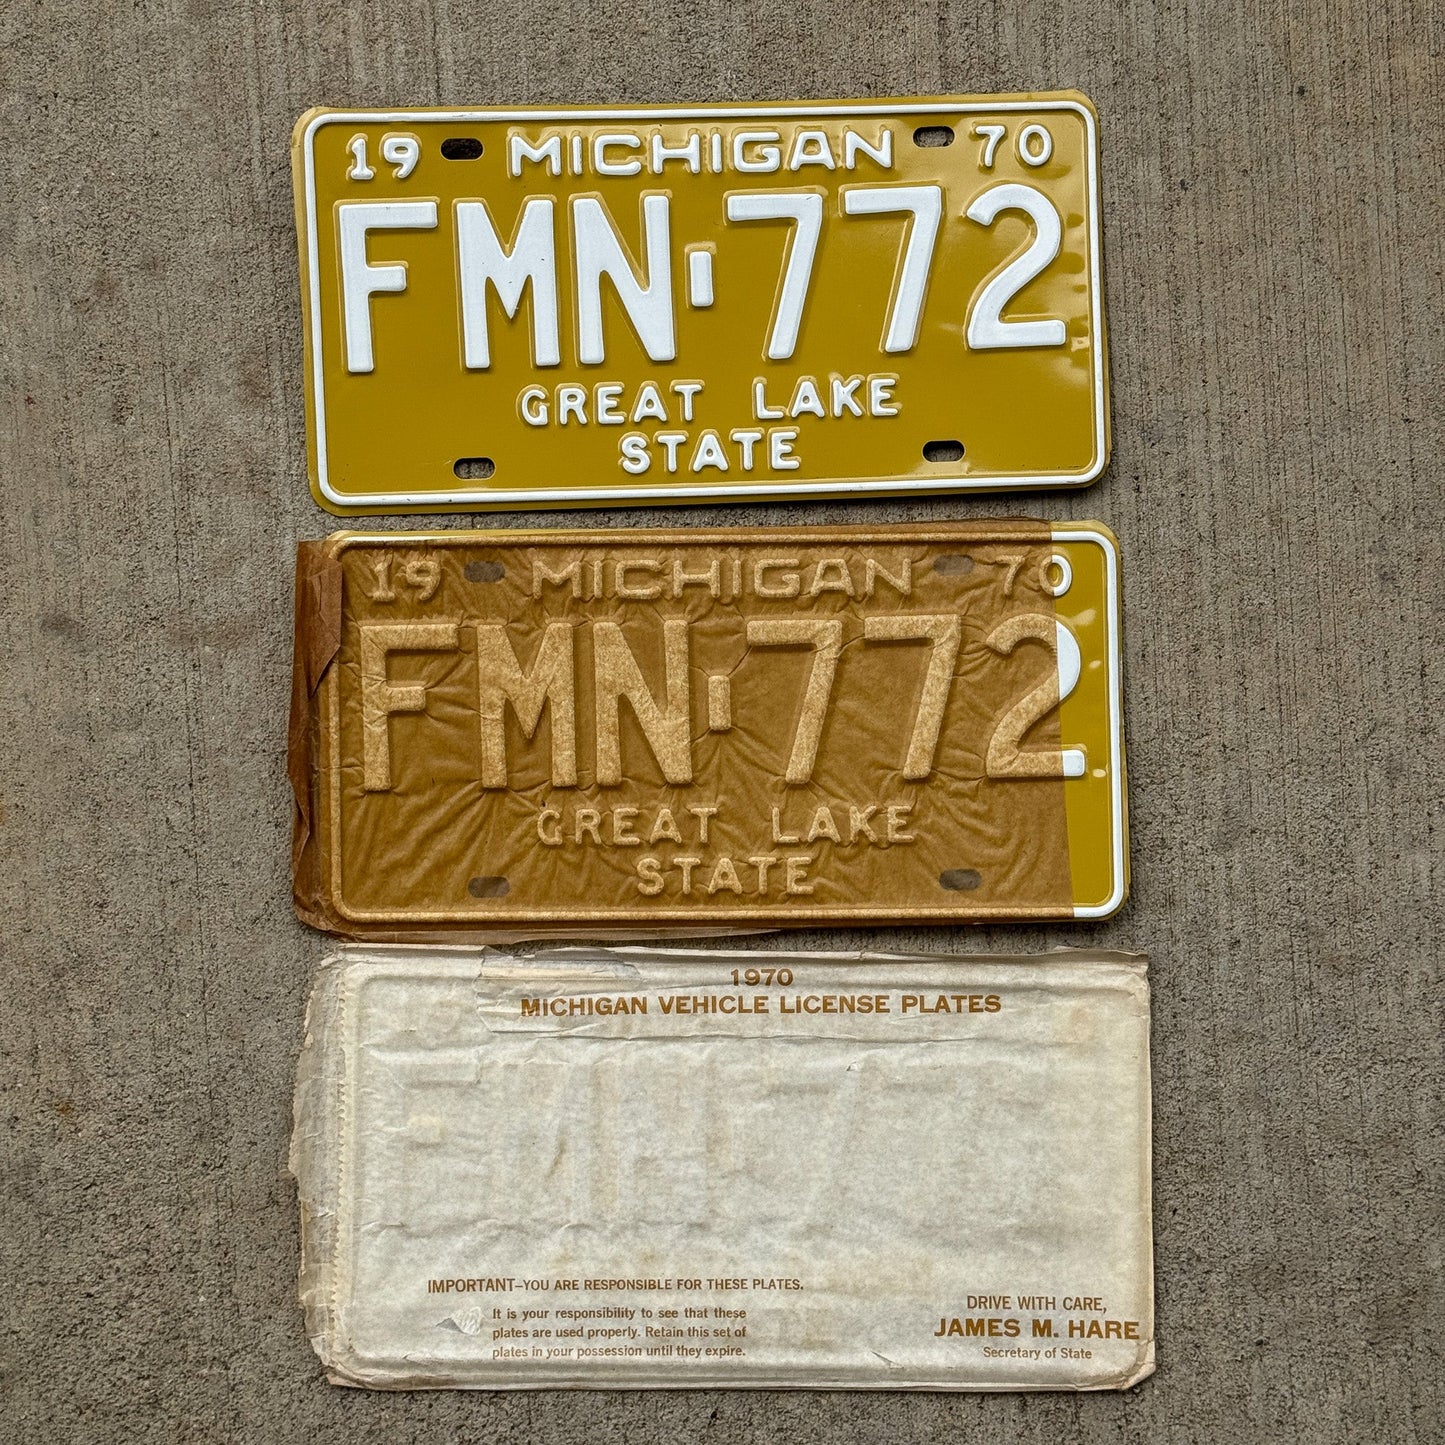 19 MICHIGAN 70
FMN-772
GREAT LAKE
STATE
19 MICHIGAN 70
FMN-772
GREAT LAKE
STATE
1970
MICHIGAN VEHICLE LICENSE PLATES
IMPORTANT—YOU ARE RESPONSIBLE FOR THESE PLATES.
It is your responsibility to see that these
plates are used properly. Retain this set of
plates in your possession until they expire.
DRIVE WITH CARE,
JAMES M. HARE
Secretary of State